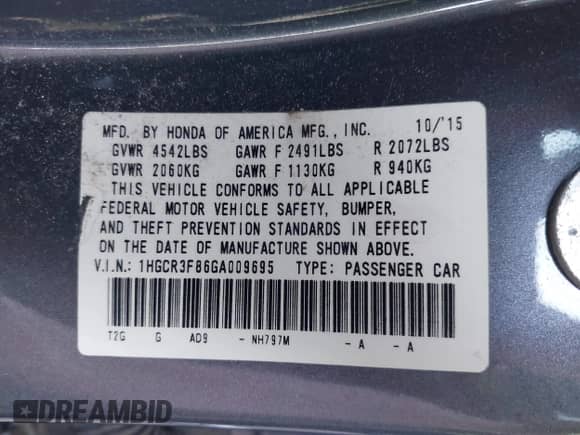 MFD. BY HONDA OF AMERICA MFG., INC. 10/'15
GVWR 4542LBS GAWR F 2491LBS R 2072LBS
GVWR 2060KG GAWR F 1130KG R 940KG
THIS VEHICLE CONFORMS TO ALL APPLICABLE
FEDERAL MOTOR VEHICLE SAFETY, BUMPER,
AND THEFT PREVENTION STANDARDS IN EFFECT
ON THE DATE OF MANUFACTURE SHOWN ABOVE.
V.I.N.: 1HGCR3F86GA009695 TYPE: PASSENGER CAR
T2G G AD9 - NH797M - A - A
DREAMBID